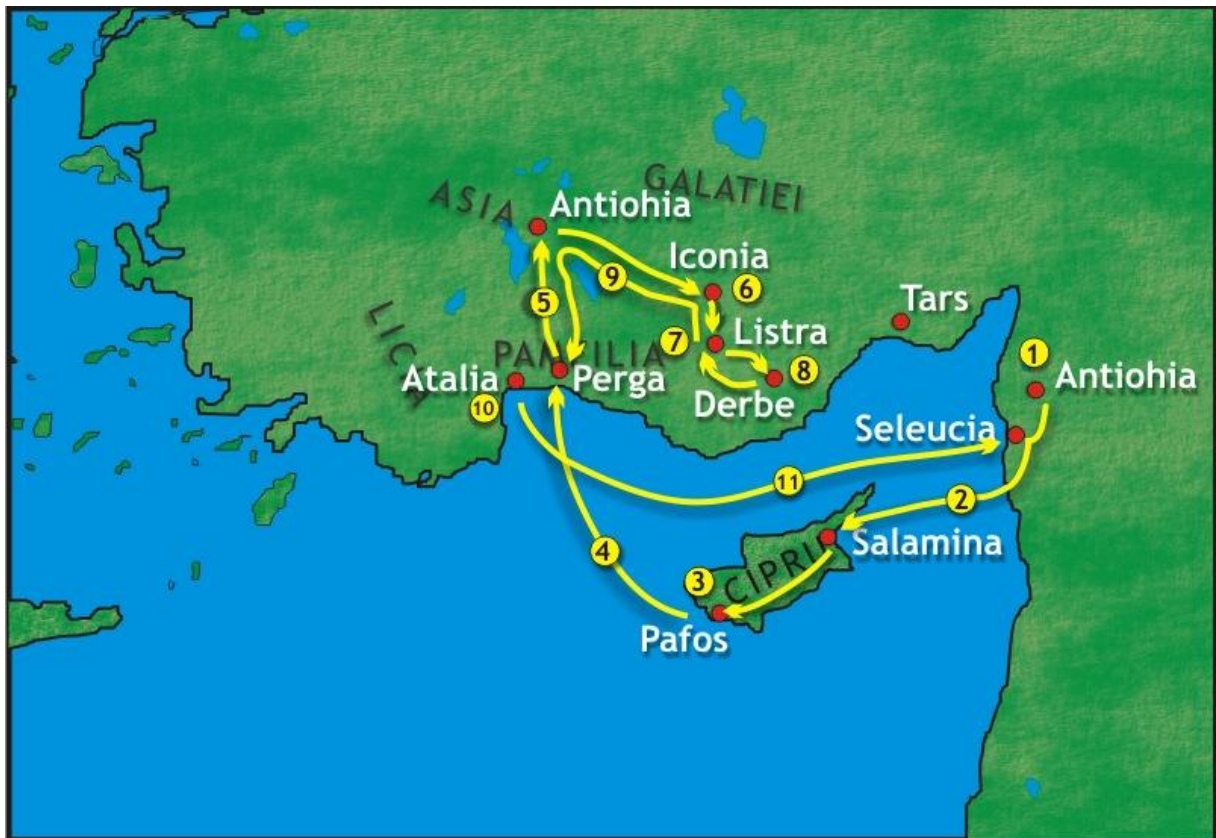 GALATIEI
ASIA
Antiohia
Iconia
9
6
5
Tars
LICIA
7
Listra
PAMFILIA
1
Atalia
Perga
8
Antiohia
Derbe
10
Seleucia
11
2
Salamina
4
3
CIPRU
Pafos